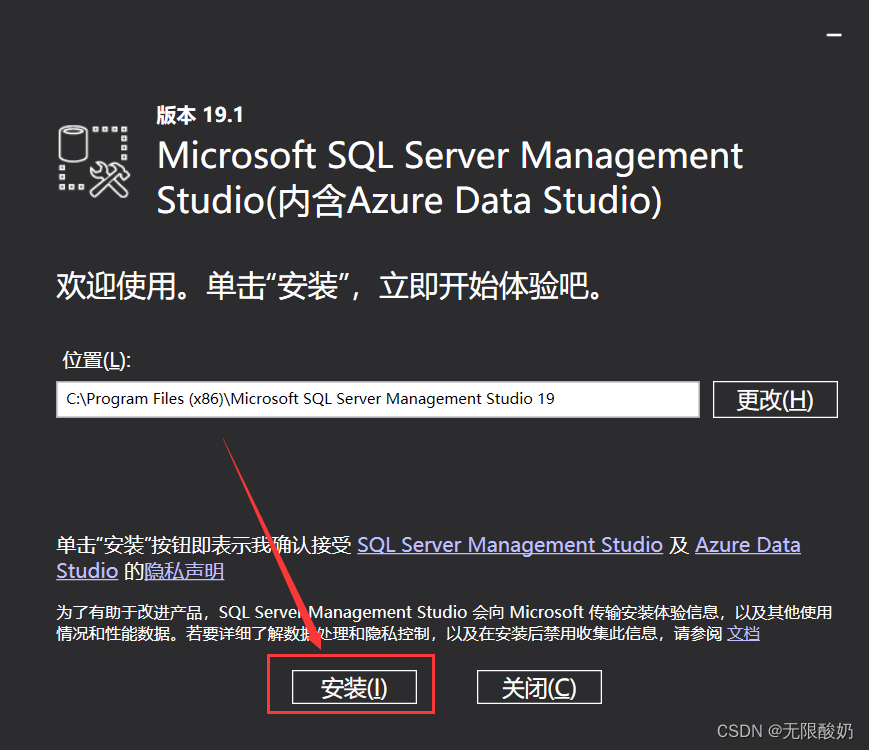 版本 19.1
Microsoft SQL Server Management
Studio(内含Azure Data Studio)
欢迎使用。单击“安装”，立即开始体验吧。
位置(L):
C:\Program Files (x86)\Microsoft SQL Server Management Studio 19
更改(H)
单击“安装”按钮即表示我确认接受 SQL Server Management Studio 及 Azure Data
Studio 的隐私声明
为了有助于改进产品，SQL Server Management Studio 会向 Microsoft 传输安装体验信息，以及其他使用
情况和性能数据。若要详细了解数据处理和隐私控制，以及在安装后禁用收集此信息，请参阅 文档
安装(I)
关闭(C)
CSDN @无限酸奶